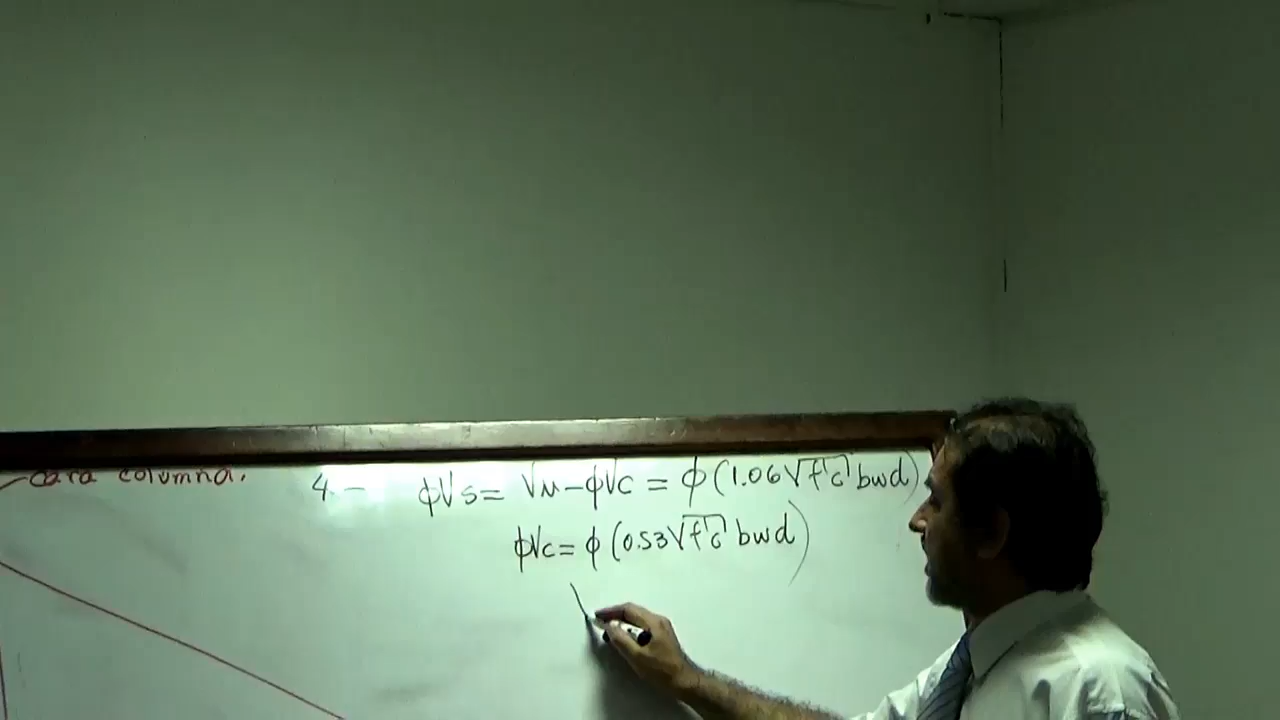 cara columna.
4- ϕVs= Vu-ϕVc = ϕ(1.06√f'c bwd)
ϕVc= ϕ(0.53√f'c bwd)